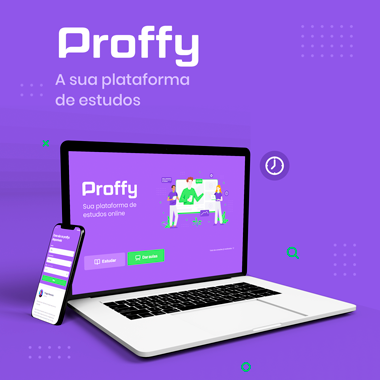 Proffy
A sua plataforma
de estudos
Proffy
Sua plataforma de
estudos online
Estudar
Dar aulas